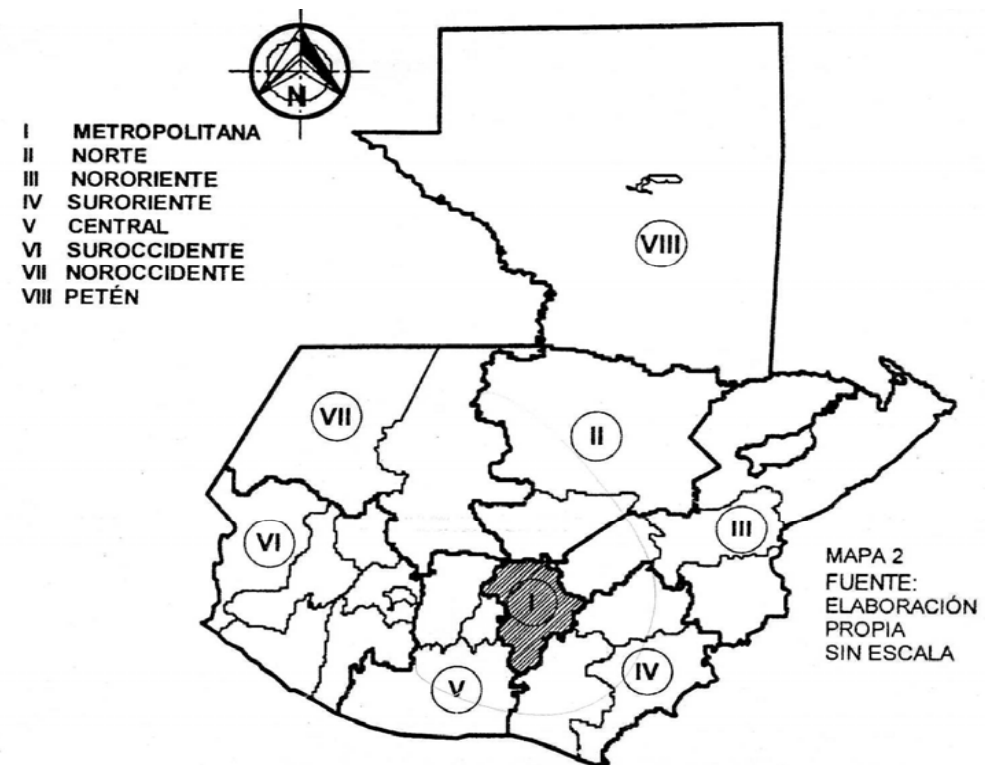 N
I METROPOLITANA
II NORTE
III NORORIENTE
IV SURORIENTE
V CENTRAL
VI SUROCCIDENTE
VII NOROCCIDENTE
VIII PETÉN
VIII
VII
II
VI
III
I
IV
V
MAPA 2
FUENTE:
ELABORACIÓN
PROPIA
SIN ESCALA